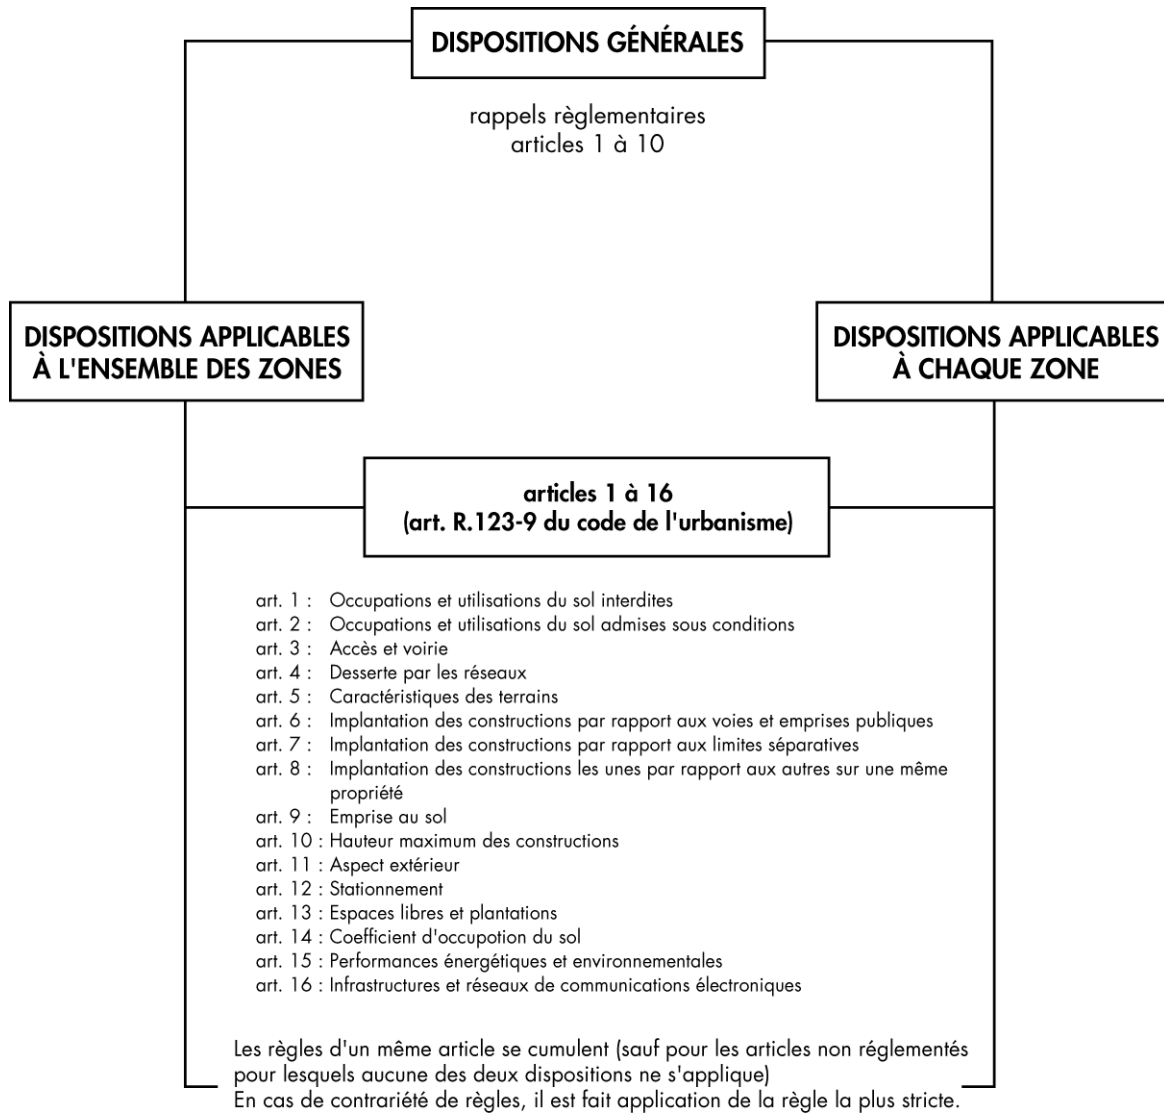 DISPOSITIONS GÉNÉRALES
rappels règlementaires
articles 1 à 10
DISPOSITIONS APPLICABLES
À L'ENSEMBLE DES ZONES
DISPOSITIONS APPLICABLES
À CHAQUE ZONE
articles 1 à 16
(art. R.123-9 du code de l'urbanisme)
art. 1 : Occupations et utilisations du sol interdites
art. 2 : Occupations et utilisations du sol admises sous conditions
art. 3 : Accès et voirie
art. 4 : Desserte par les réseaux
art. 5 : Caractéristiques des terrains
art. 6 : Implantation des constructions par rapport aux voies et emprises publiques
art. 7 : Implantation des constructions par rapport aux limites séparatives
art. 8 : Implantation des constructions les unes par rapport aux autres sur une même
propriété
art. 9 : Emprise au sol
art. 10 : Hauteur maximum des constructions
art. 11 : Aspect extérieur
art. 12 : Stationnement
art. 13 : Espaces libres et plantations
art. 14 : Coefficient d'occupotion du sol
art. 15 : Performances énergétiques et environnementales
art. 16 : Infrastructures et réseaux de communications électroniques
Les règles d'un même article se cumulent (sauf pour les articles non réglementés
pour lesquels aucune des deux dispositions ne s'applique)
En cas de contrariété de règles, il est fait application de la règle la plus stricte.